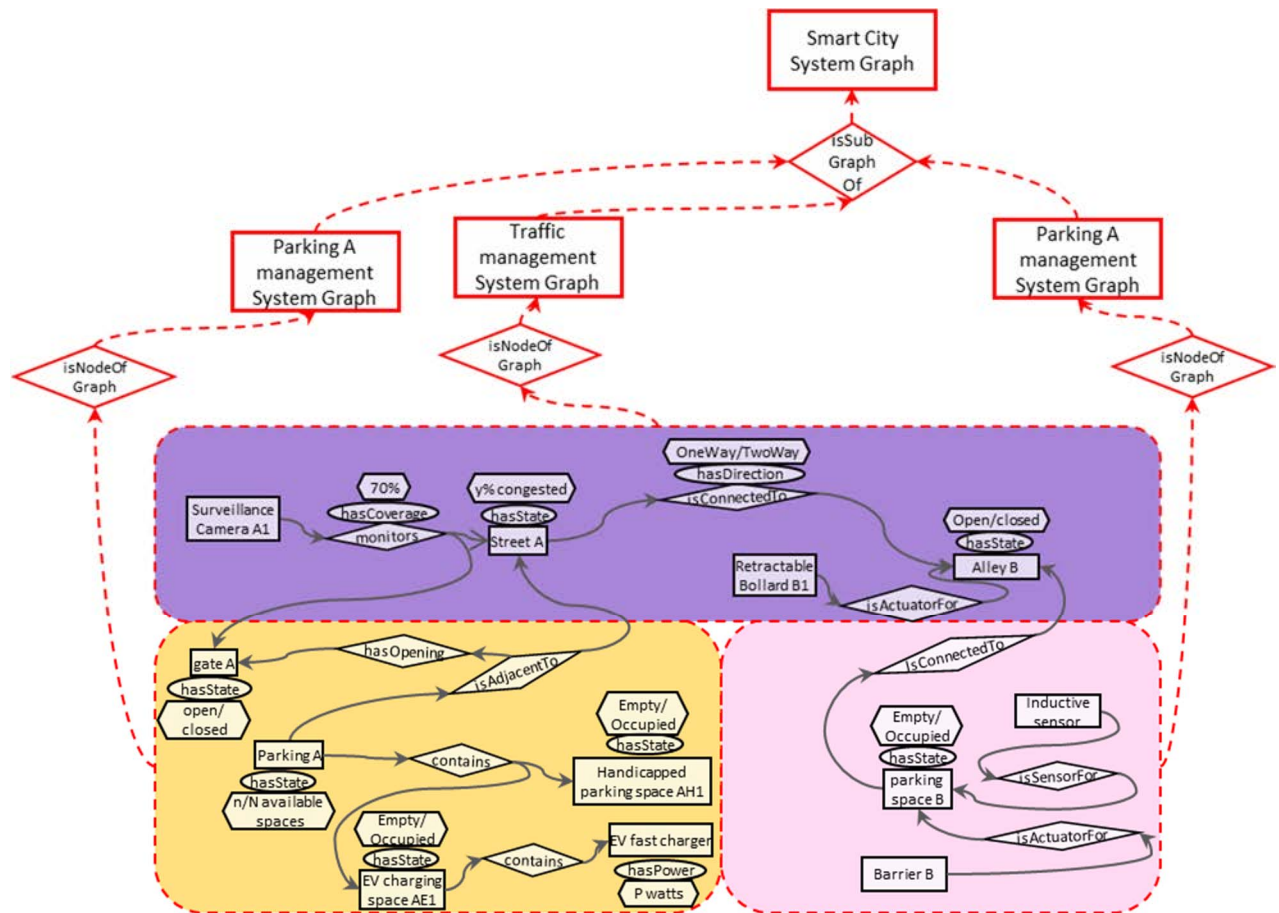 Smart City
System Graph
isSub
Graph
Of
Parking A
management
System Graph
Traffic
management
System Graph
Parking A
management
System Graph
isNodeOf
Graph
isNodeOf
Graph
isNodeOf
Graph
OneWay/TwoWay
hasDirection
isConnectedTo
70%
hasCoverage
monitors
y% congested
hasState
Street A
Surveillance
Camera A1
Open/closed
hasState
Alley B
Retractable
Bollard B1
isActuatorFor
gate A
hasState
open/
closed
hasOpening
isAdjacentTo
isConnectedTo
Parking A
hasState
n/N available
spaces
contains
Empty/
Occupied
hasState
Handicapped
parking space AH1
Empty/
Occupied
hasState
EV charging
space AE1
contains
EV fast charger
hasPower
P watts
Empty/
Occupied
hasState
parking
space B
Inductive
sensor
isSensorFor
isActuatorFor
Barrier B